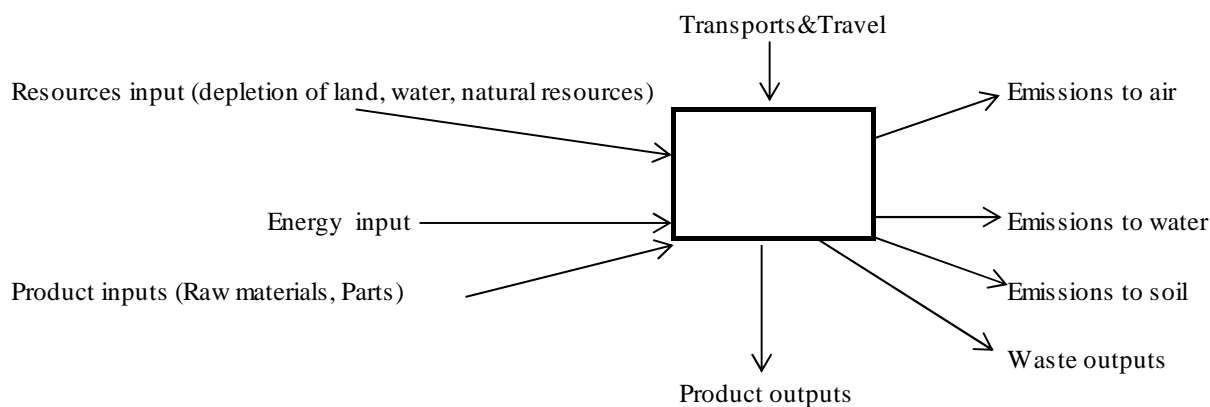 Transports&Travel
Resources input (depletion of land, water, natural resources)
Emissions to air
Energy input
Emissions to water
Product inputs (Raw materials, Parts)
Emissions to soil
Waste outputs
Product outputs